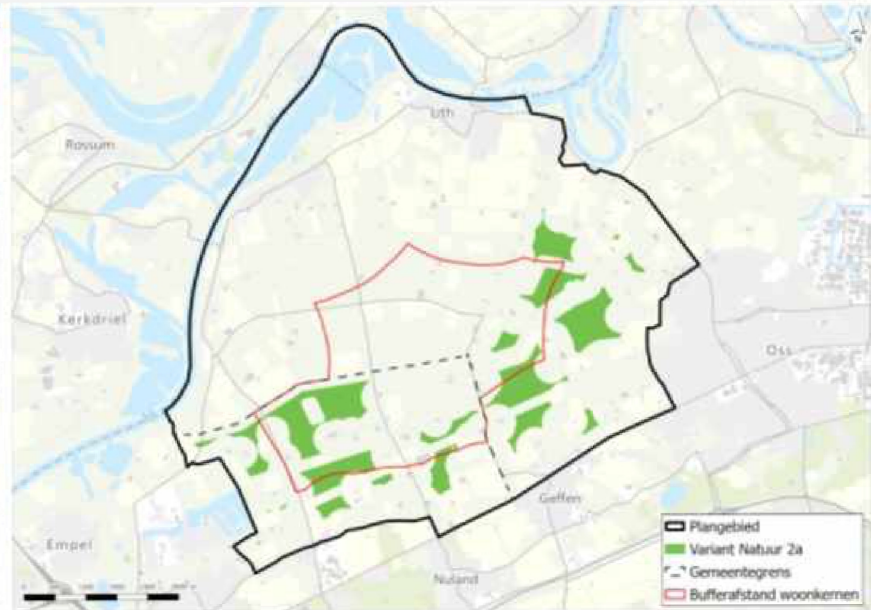 Lith
Rossum
Kerkdriel
Oss
Geffen
Empel
Nuland
Plangebied
Variant Natuur 2a
Gemeentegrens
Bufferafstand woonkernen